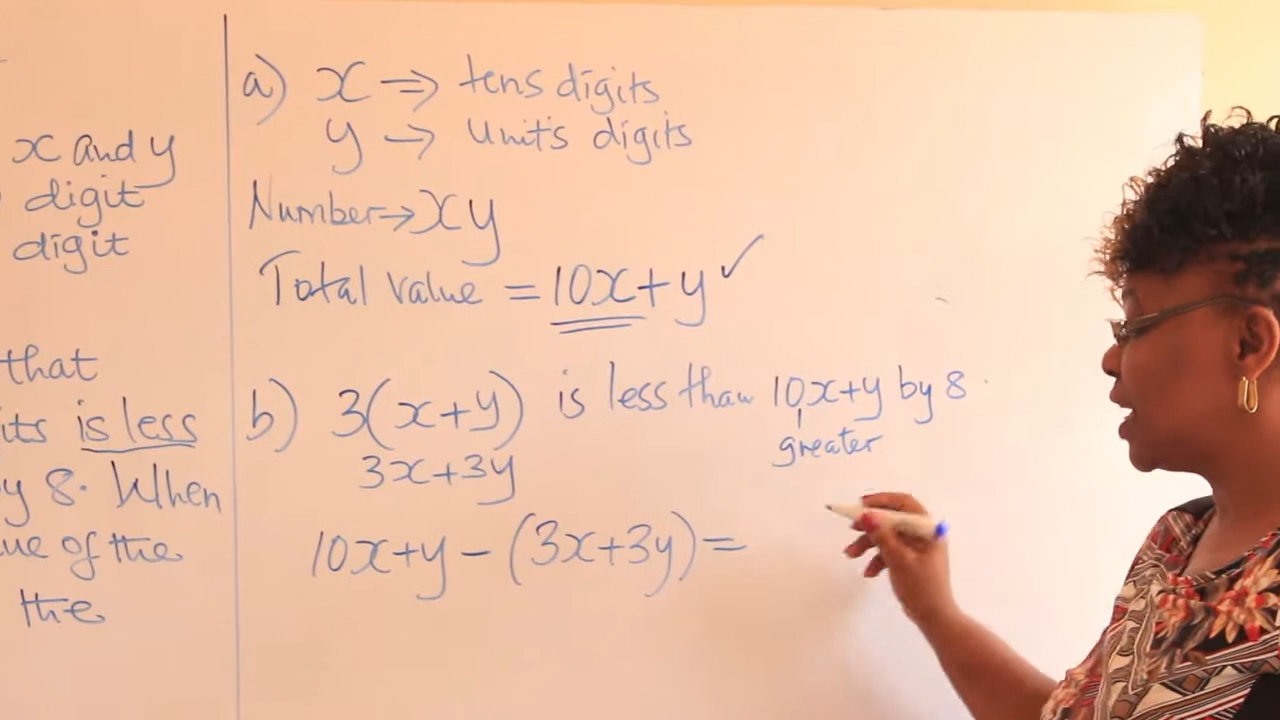 x and y
digit
digit
that
its is less
y 8. When
ue of the
the
a) x ⇒ tens digits
y → Units digits
Number → xy
Total value = 10x+y ✓
b) 3(x+y) is less than 10x+y by 8.
greater
3x+3y
10x+y - (3x+3y) =